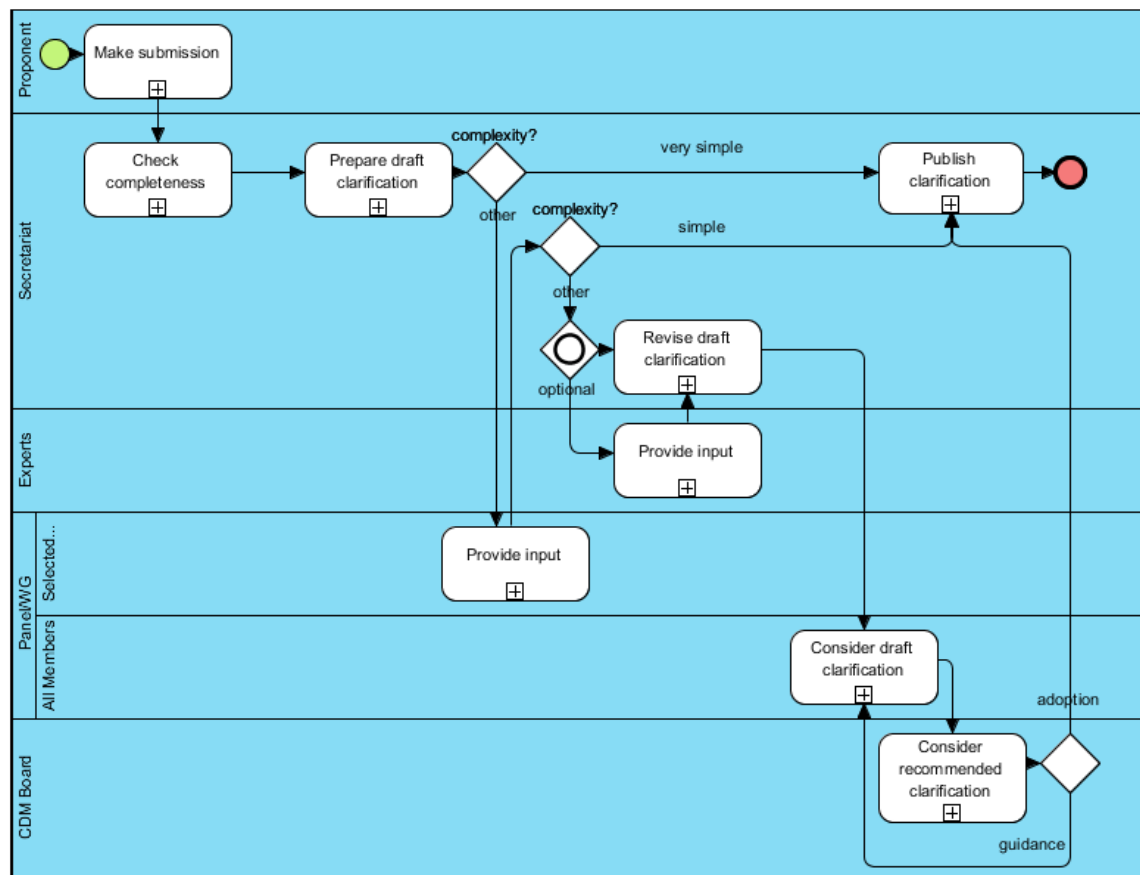 Proponent
Make submission
Secretariat
Check
completeness
Prepare draft
clarification
complexity?
very simple
other
Publish
clarification
complexity?
simple
other
optional
Revise draft
clarification
Experts
Provide input
Panel/WG
Selected...
Provide input
All Members
Consider draft
clarification
adoption
CDM Board
Consider
recommended
clarification
guidance